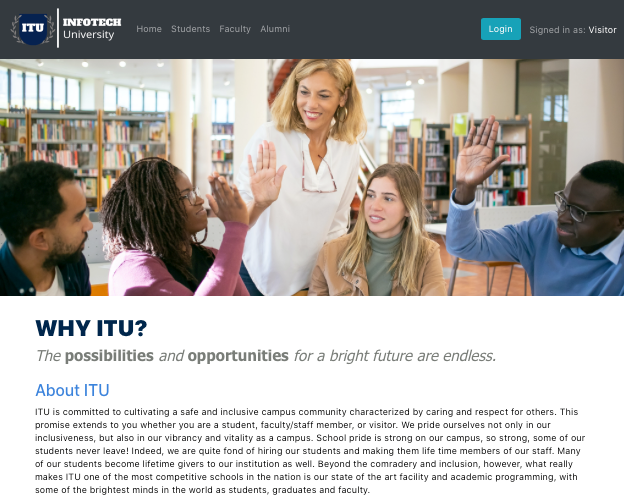 ITU
INFOTECH
University
Home Students Faculty Alumni
Login
Signed in as: Visitor
WHY ITU?
The possibilities and opportunities for a bright future are endless.
About ITU
ITU is committed to cultivating a safe and inclusive campus community characterized by caring and respect for others. This
promise extends to you whether you are a student, faculty/staff member, or visitor. We pride ourselves not only in our
inclusiveness, but also in our vibrancy and vitality as a campus. School pride is strong on our campus, so strong, some of our
students never leave! Indeed, we are quite fond of hiring our students and making them life time members of our staff. Many
of our students become lifetime givers to our institution as well. Beyond the comradery and inclusion, however, what really
makes ITU one of the most competitive schools in the nation is our state of the art facility and academic programming, with
some of the brightest minds in the world as students, graduates and faculty.